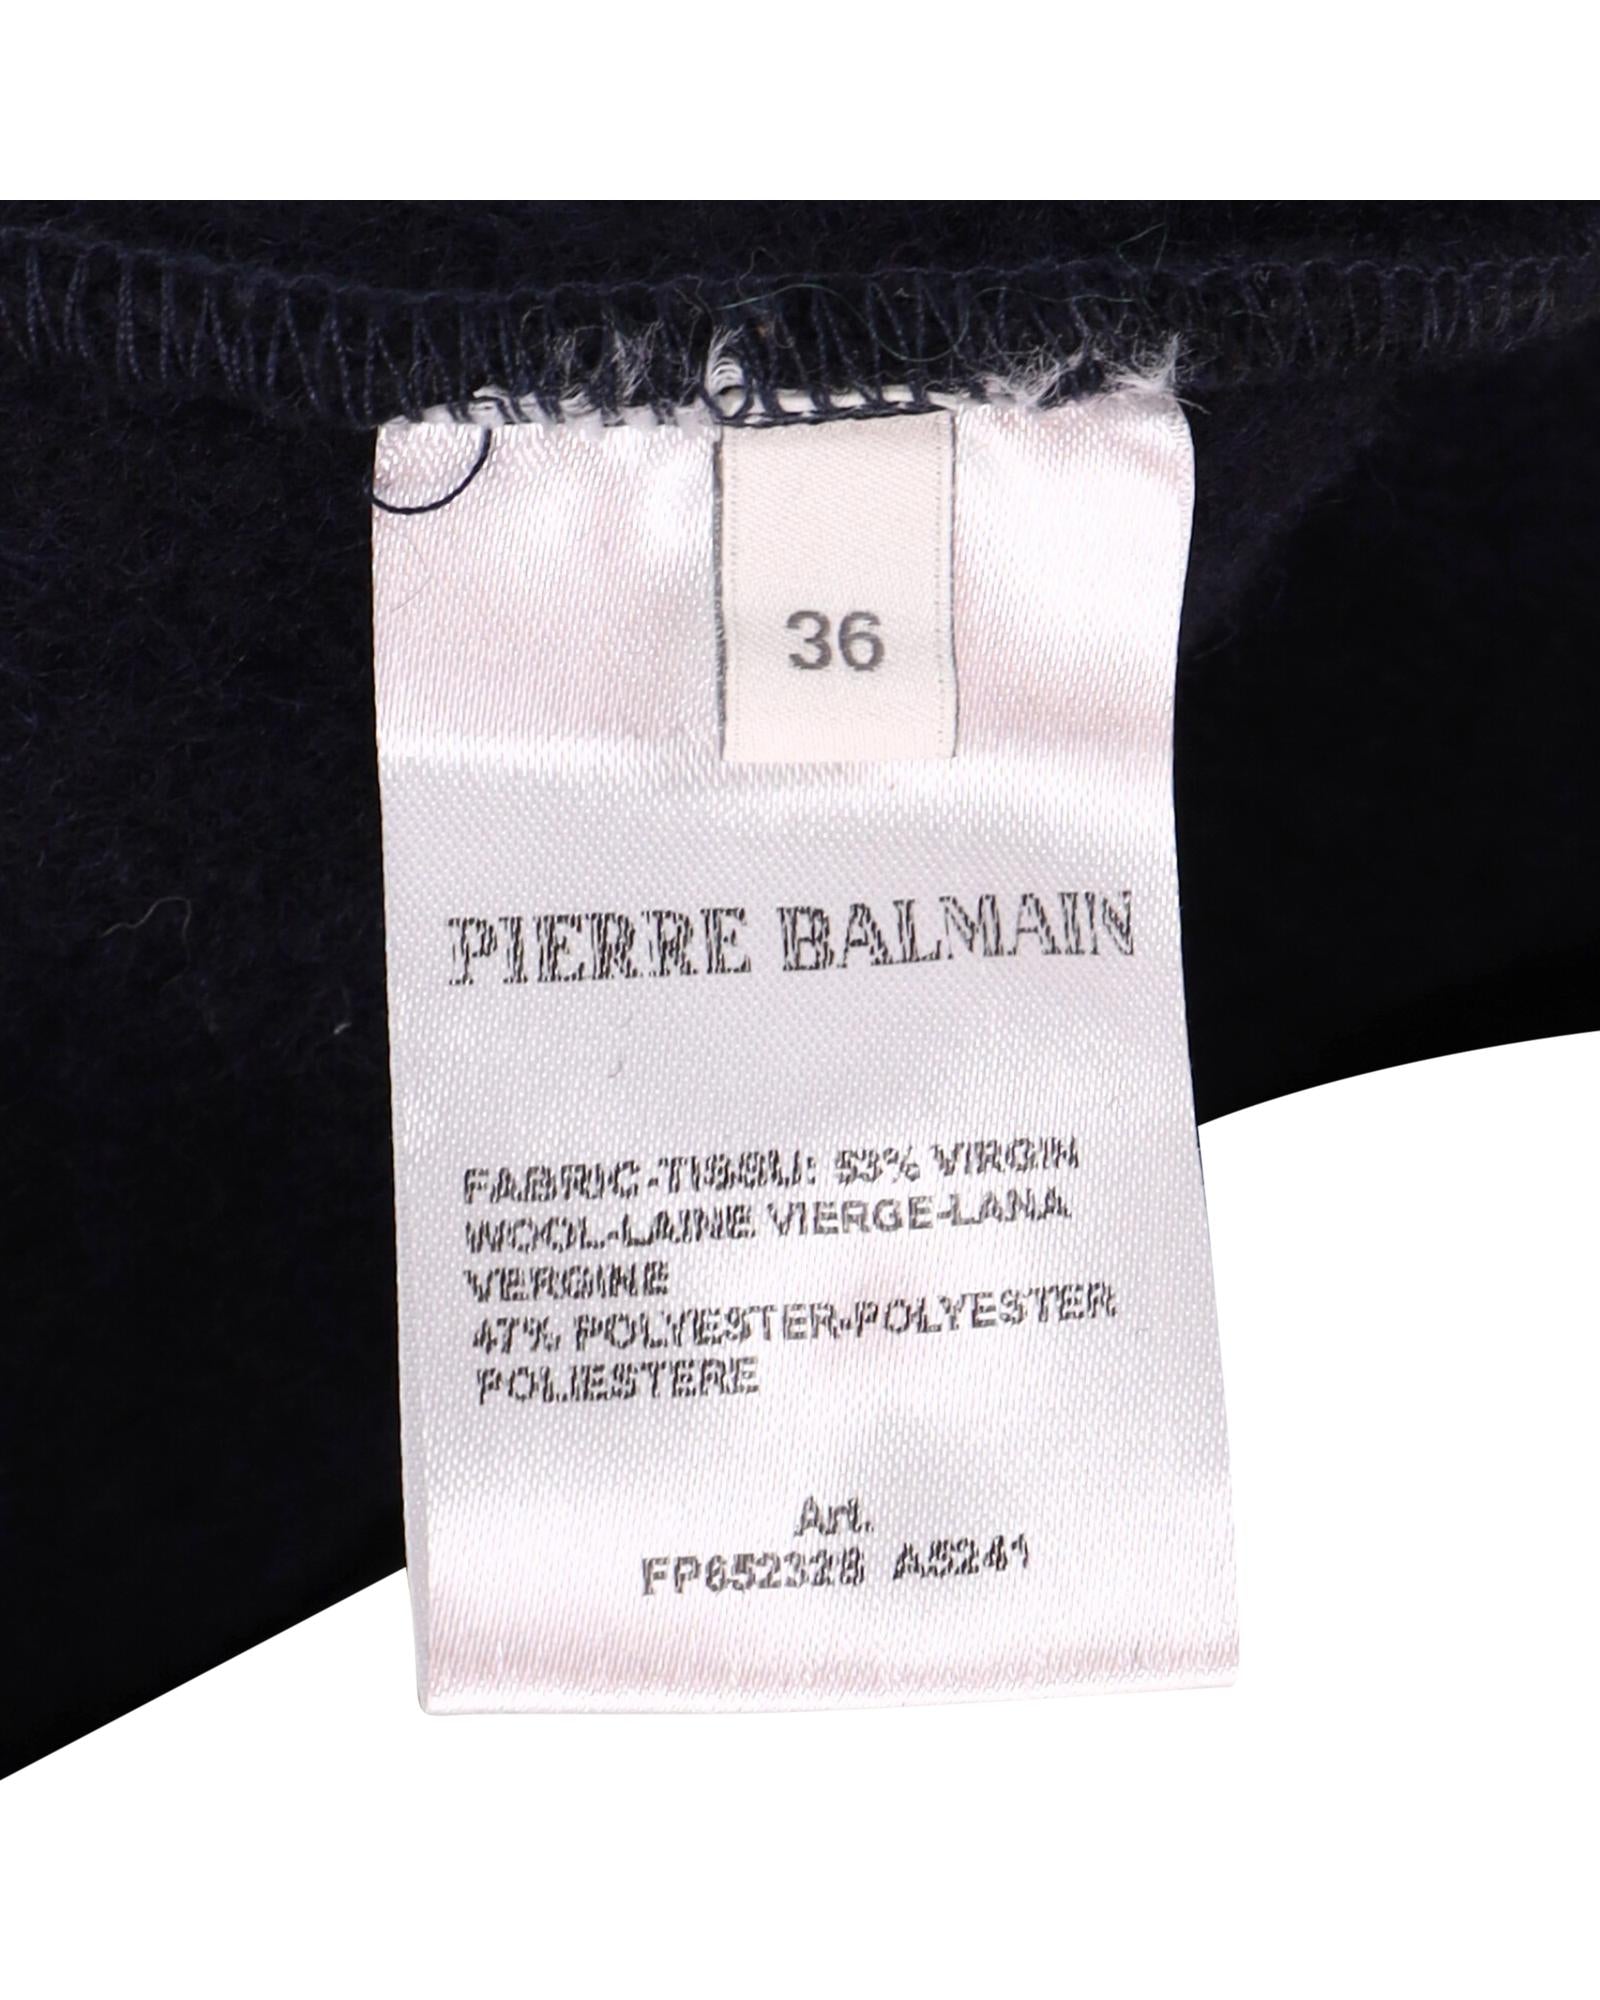 36
PIERRE BALMAIN
FABRIC-TISSU: 53% VIRGIN
WOOL-LAINE VIERGE-LANA
VERGINE
47% POLYESTER-POLYESTER
POLIESTERE
Art.
FP652328 A5241